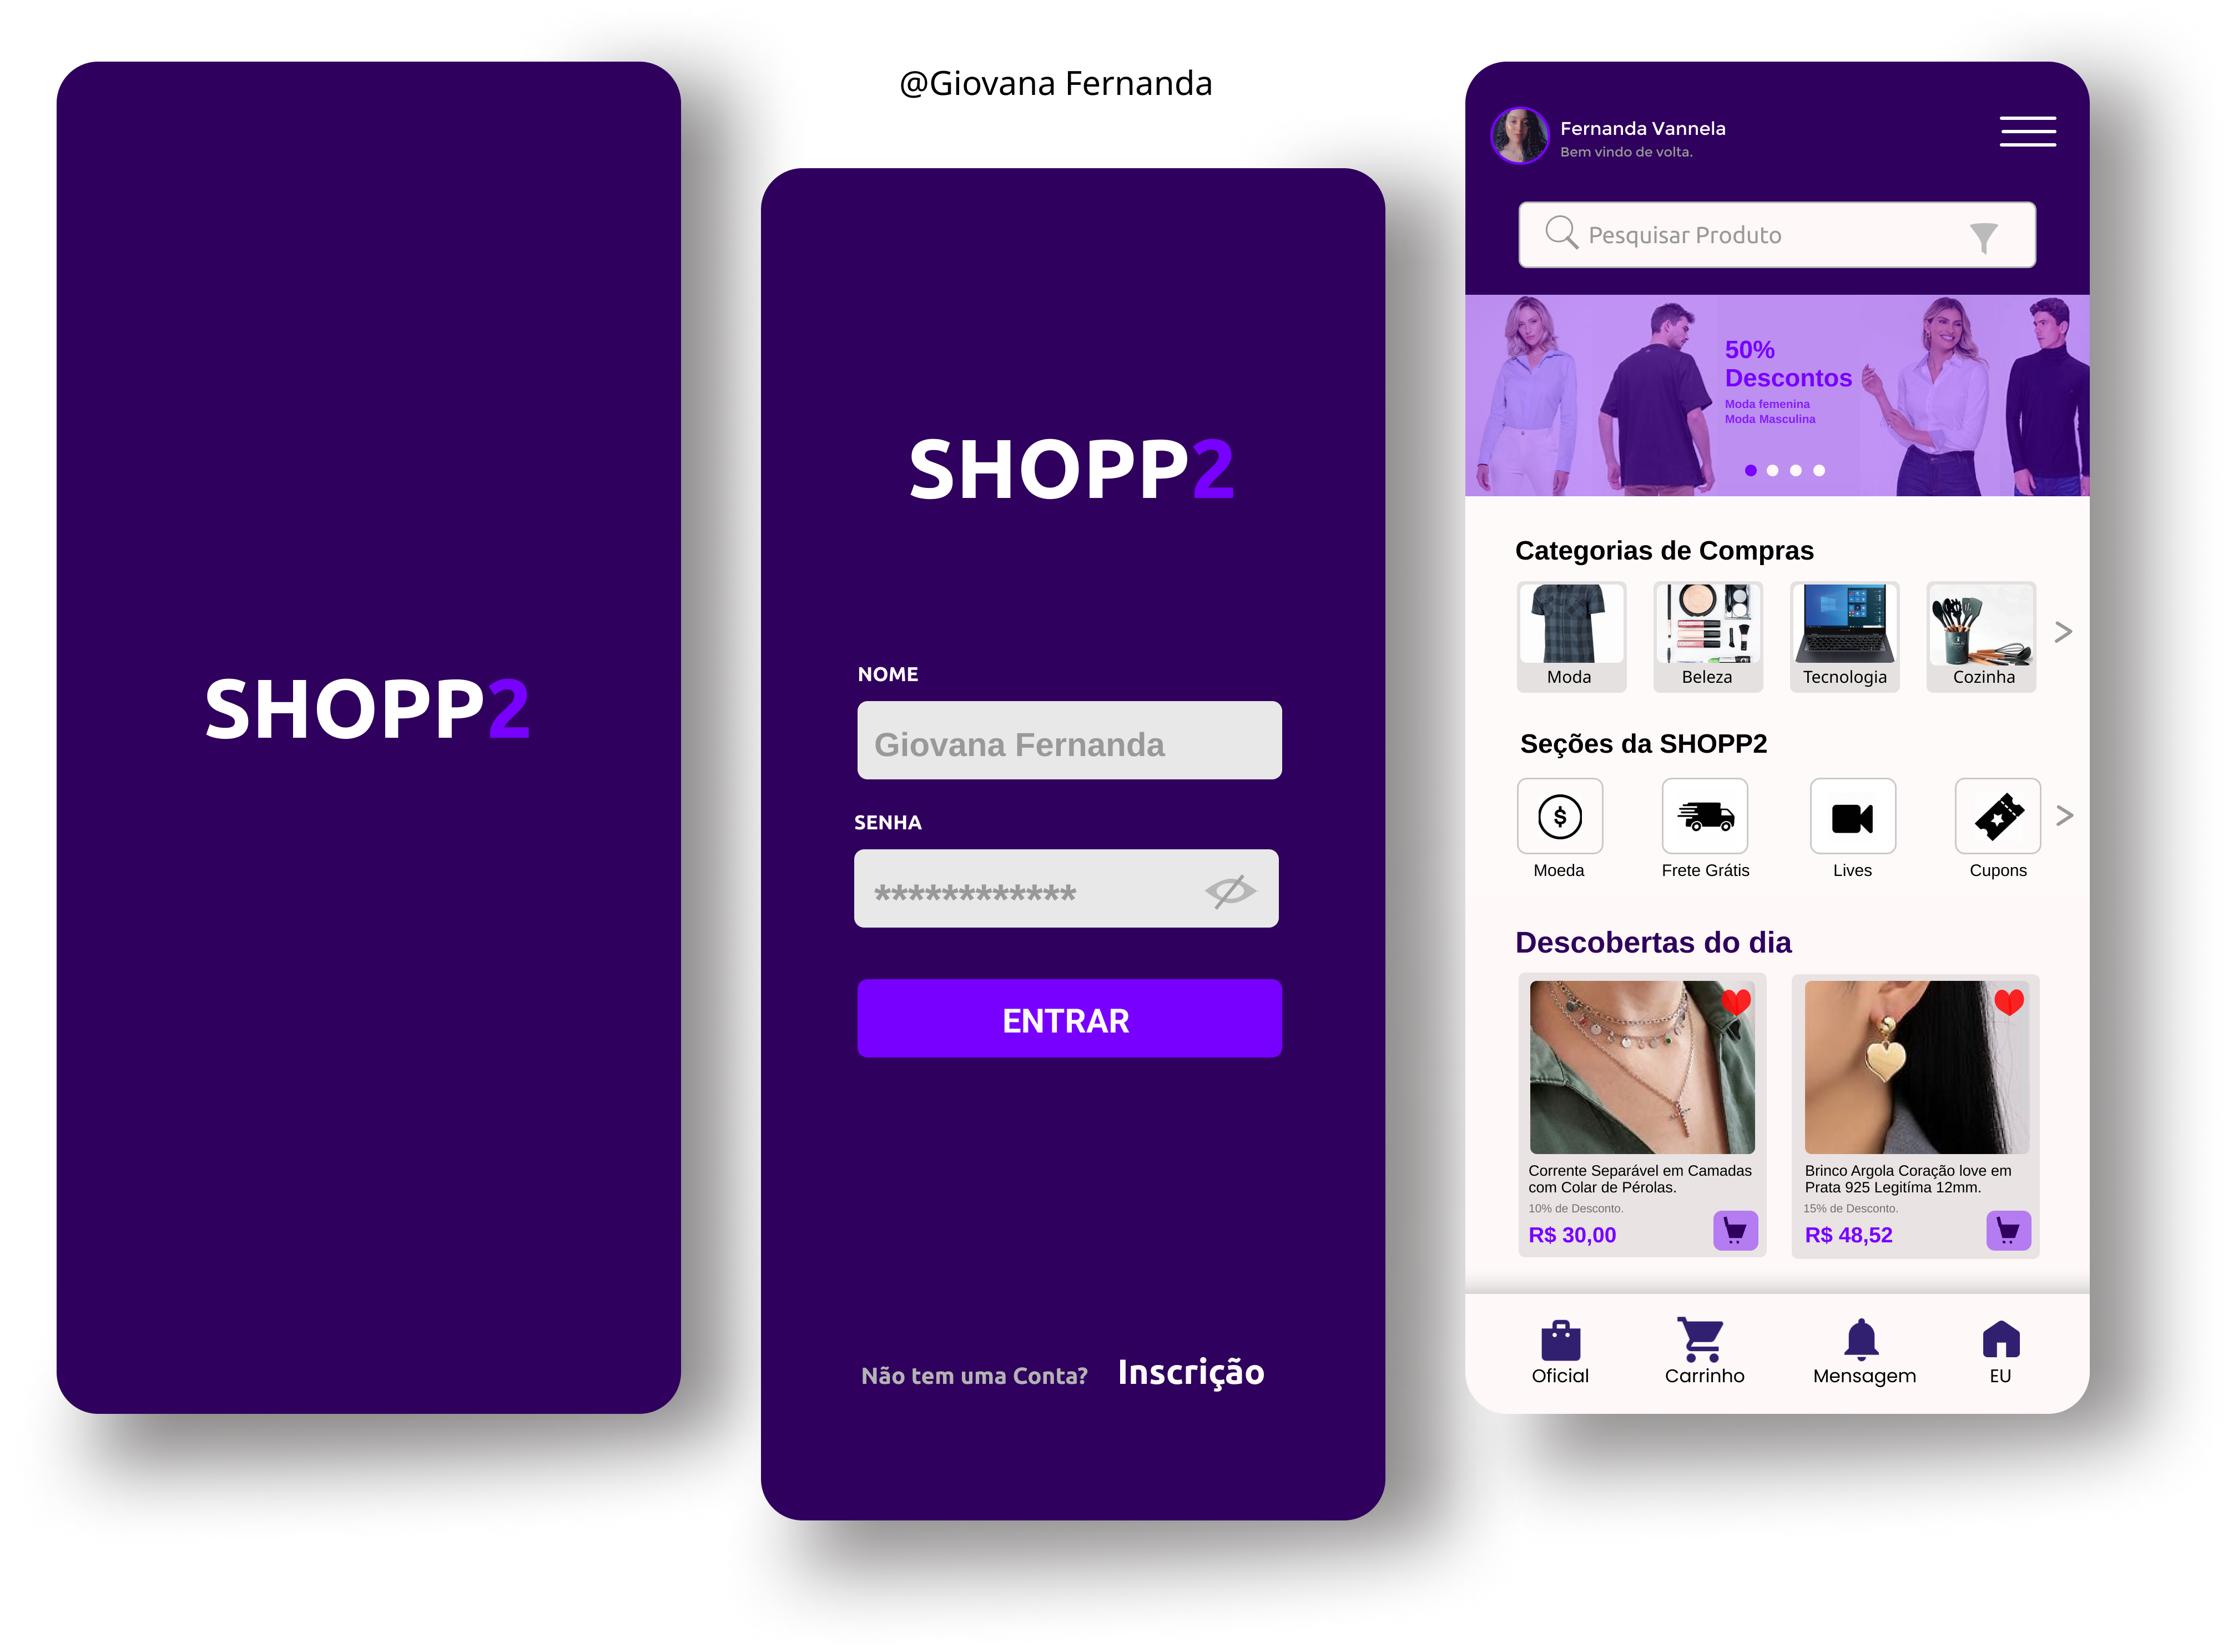 SHOPP2
@Giovana Fernanda
SHOPP2
NOME
Giovana Fernanda
SENHA
************
ENTRAR
Não tem uma Conta? Inscrição
Fernanda Vannela
Bem vindo de volta.
Pesquisar Produto
50%
Descontos
Moda femenina
Moda Masculina
Categorias de Compras
Moda Beleza Tecnologia Cozinha
>
Seções da SHOPP2
$
>
Moeda Frete Grátis Lives Cupons
Descobertas do dia
Corrente Separável em Camadas
com Colar de Pérolas.
10% de Desconto.
R$ 30,00
Brinco Argola Coração love em
Prata 925 Legitíma 12mm.
15% de Desconto.
R$ 48,52
Oficial Carrinho Mensagem EU